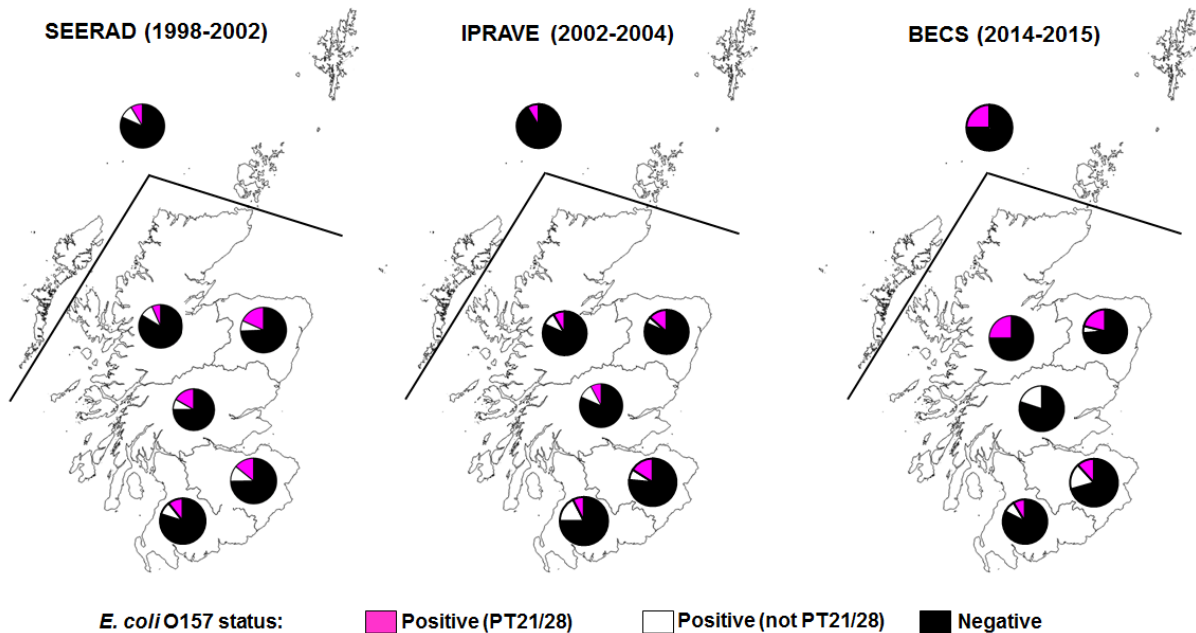 SEERAD (1998-2002) IPRAVE (2002-2004) BECS (2014-2015)
E. coli O157 status: Positive (PT21/28) Positive (not PT21/28) Negative